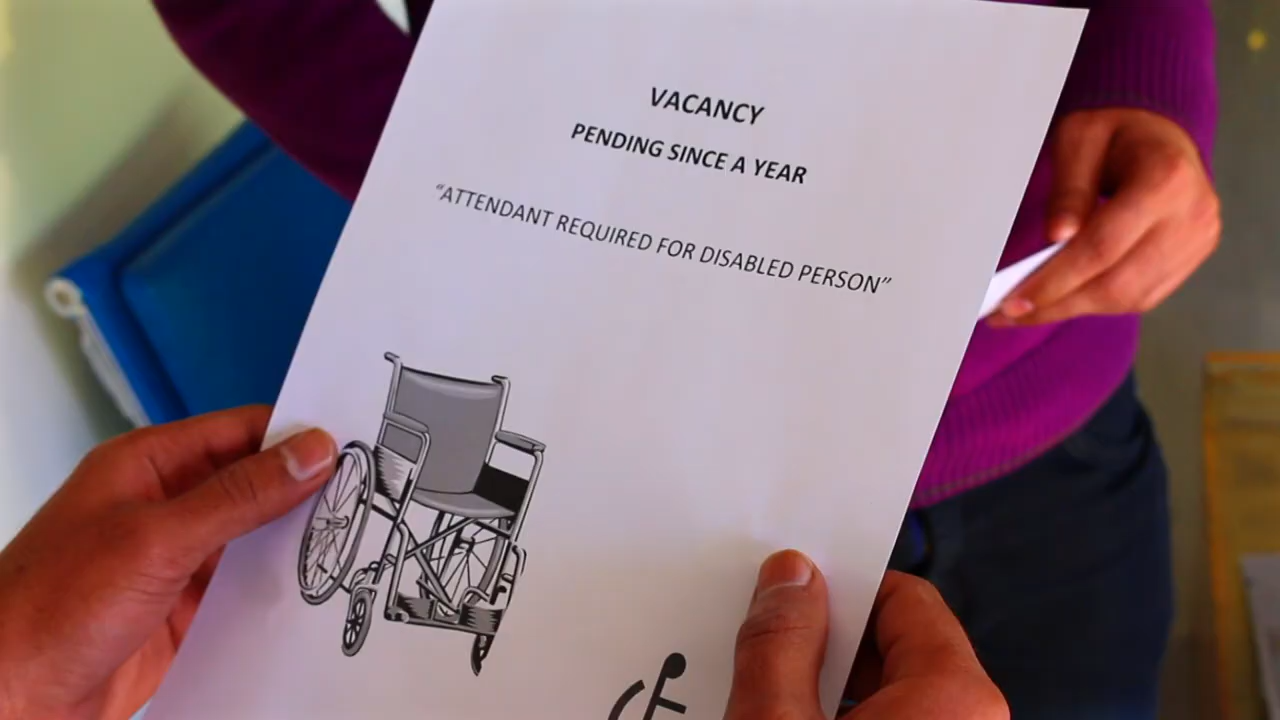 VACANCY
PENDING SINCE A YEAR
“ATTENDANT REQUIRED FOR DISABLED PERSON”